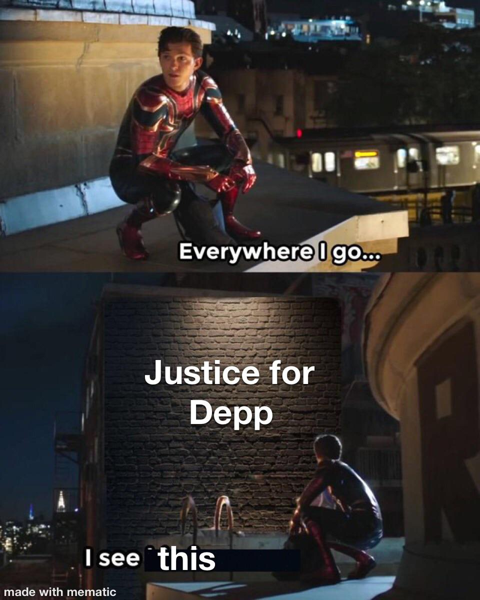 Everywhere I go...
Justice for
Depp
I see this
made with mematic